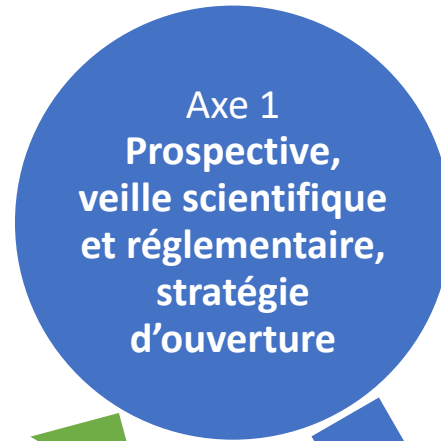 Axe 1
Prospective,
veille scientifique
et réglementaire,
stratégie
d’ouverture